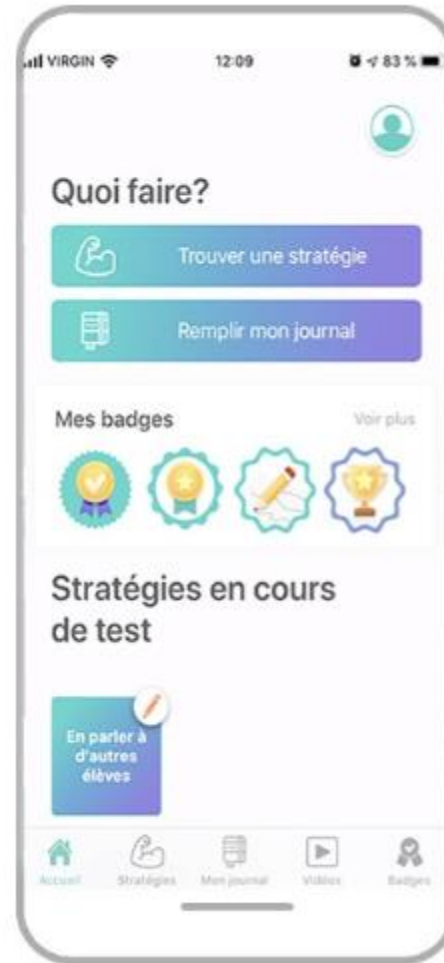 VIRGIN 12:09 83 %
Quoi faire?
Trouver une stratégie
Remplir mon journal
Mes badges Voir plus
Stratégies en cours
de test
En parler à
d'autres
élèves
Accueil Stratégies Mon journal Vidéos Badges